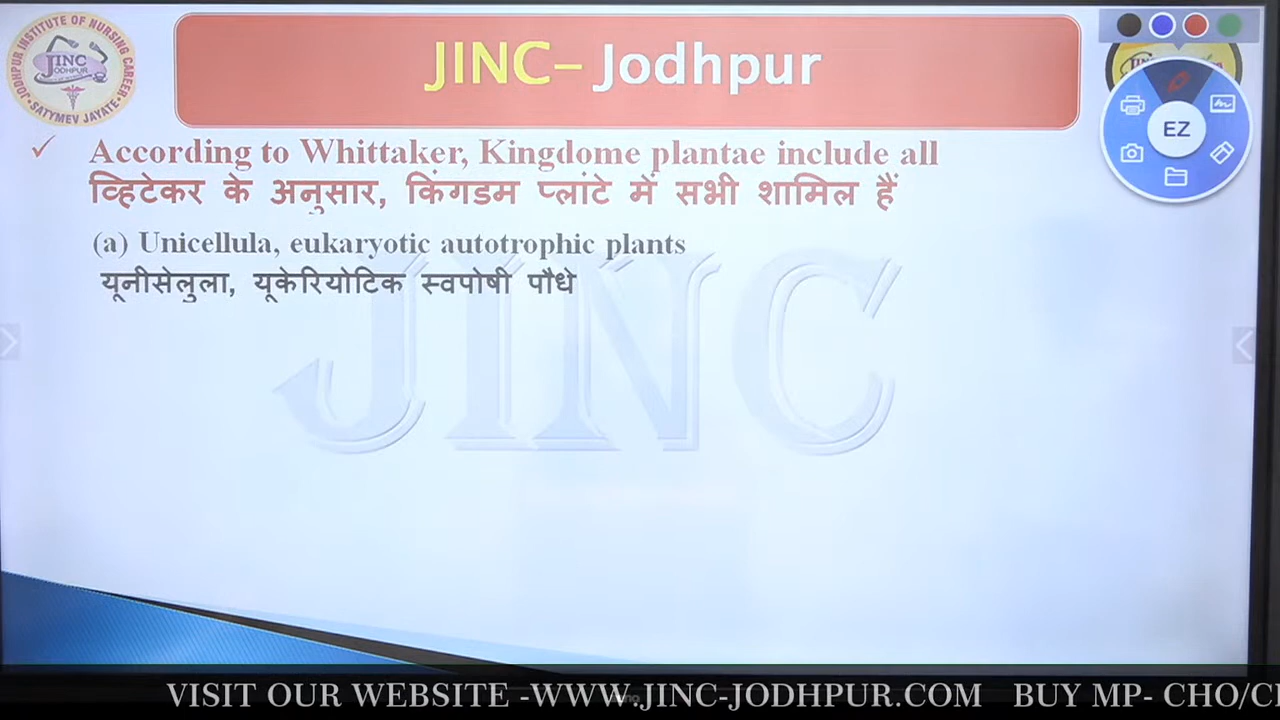 JODHPUR INSTITUTE OF NURSING CAREER
JINC
JODHPUR
SATYMEV JAYATE
JINC– Jodhpur
EZ
✓ According to Whittaker, Kingdome plantae include all
व्हिटेकर के अनुसार, किंगडम प्लांटे में सभी शामिल हैं
(a) Unicellula, eukaryotic autotrophic plants
यूनीसेलुला, यूकेरियोटिक स्वपोषी पौधे
JINC
VISIT OUR WEBSITE -WWW.JINC-JODHPUR.COM BUY MP- CHO/C